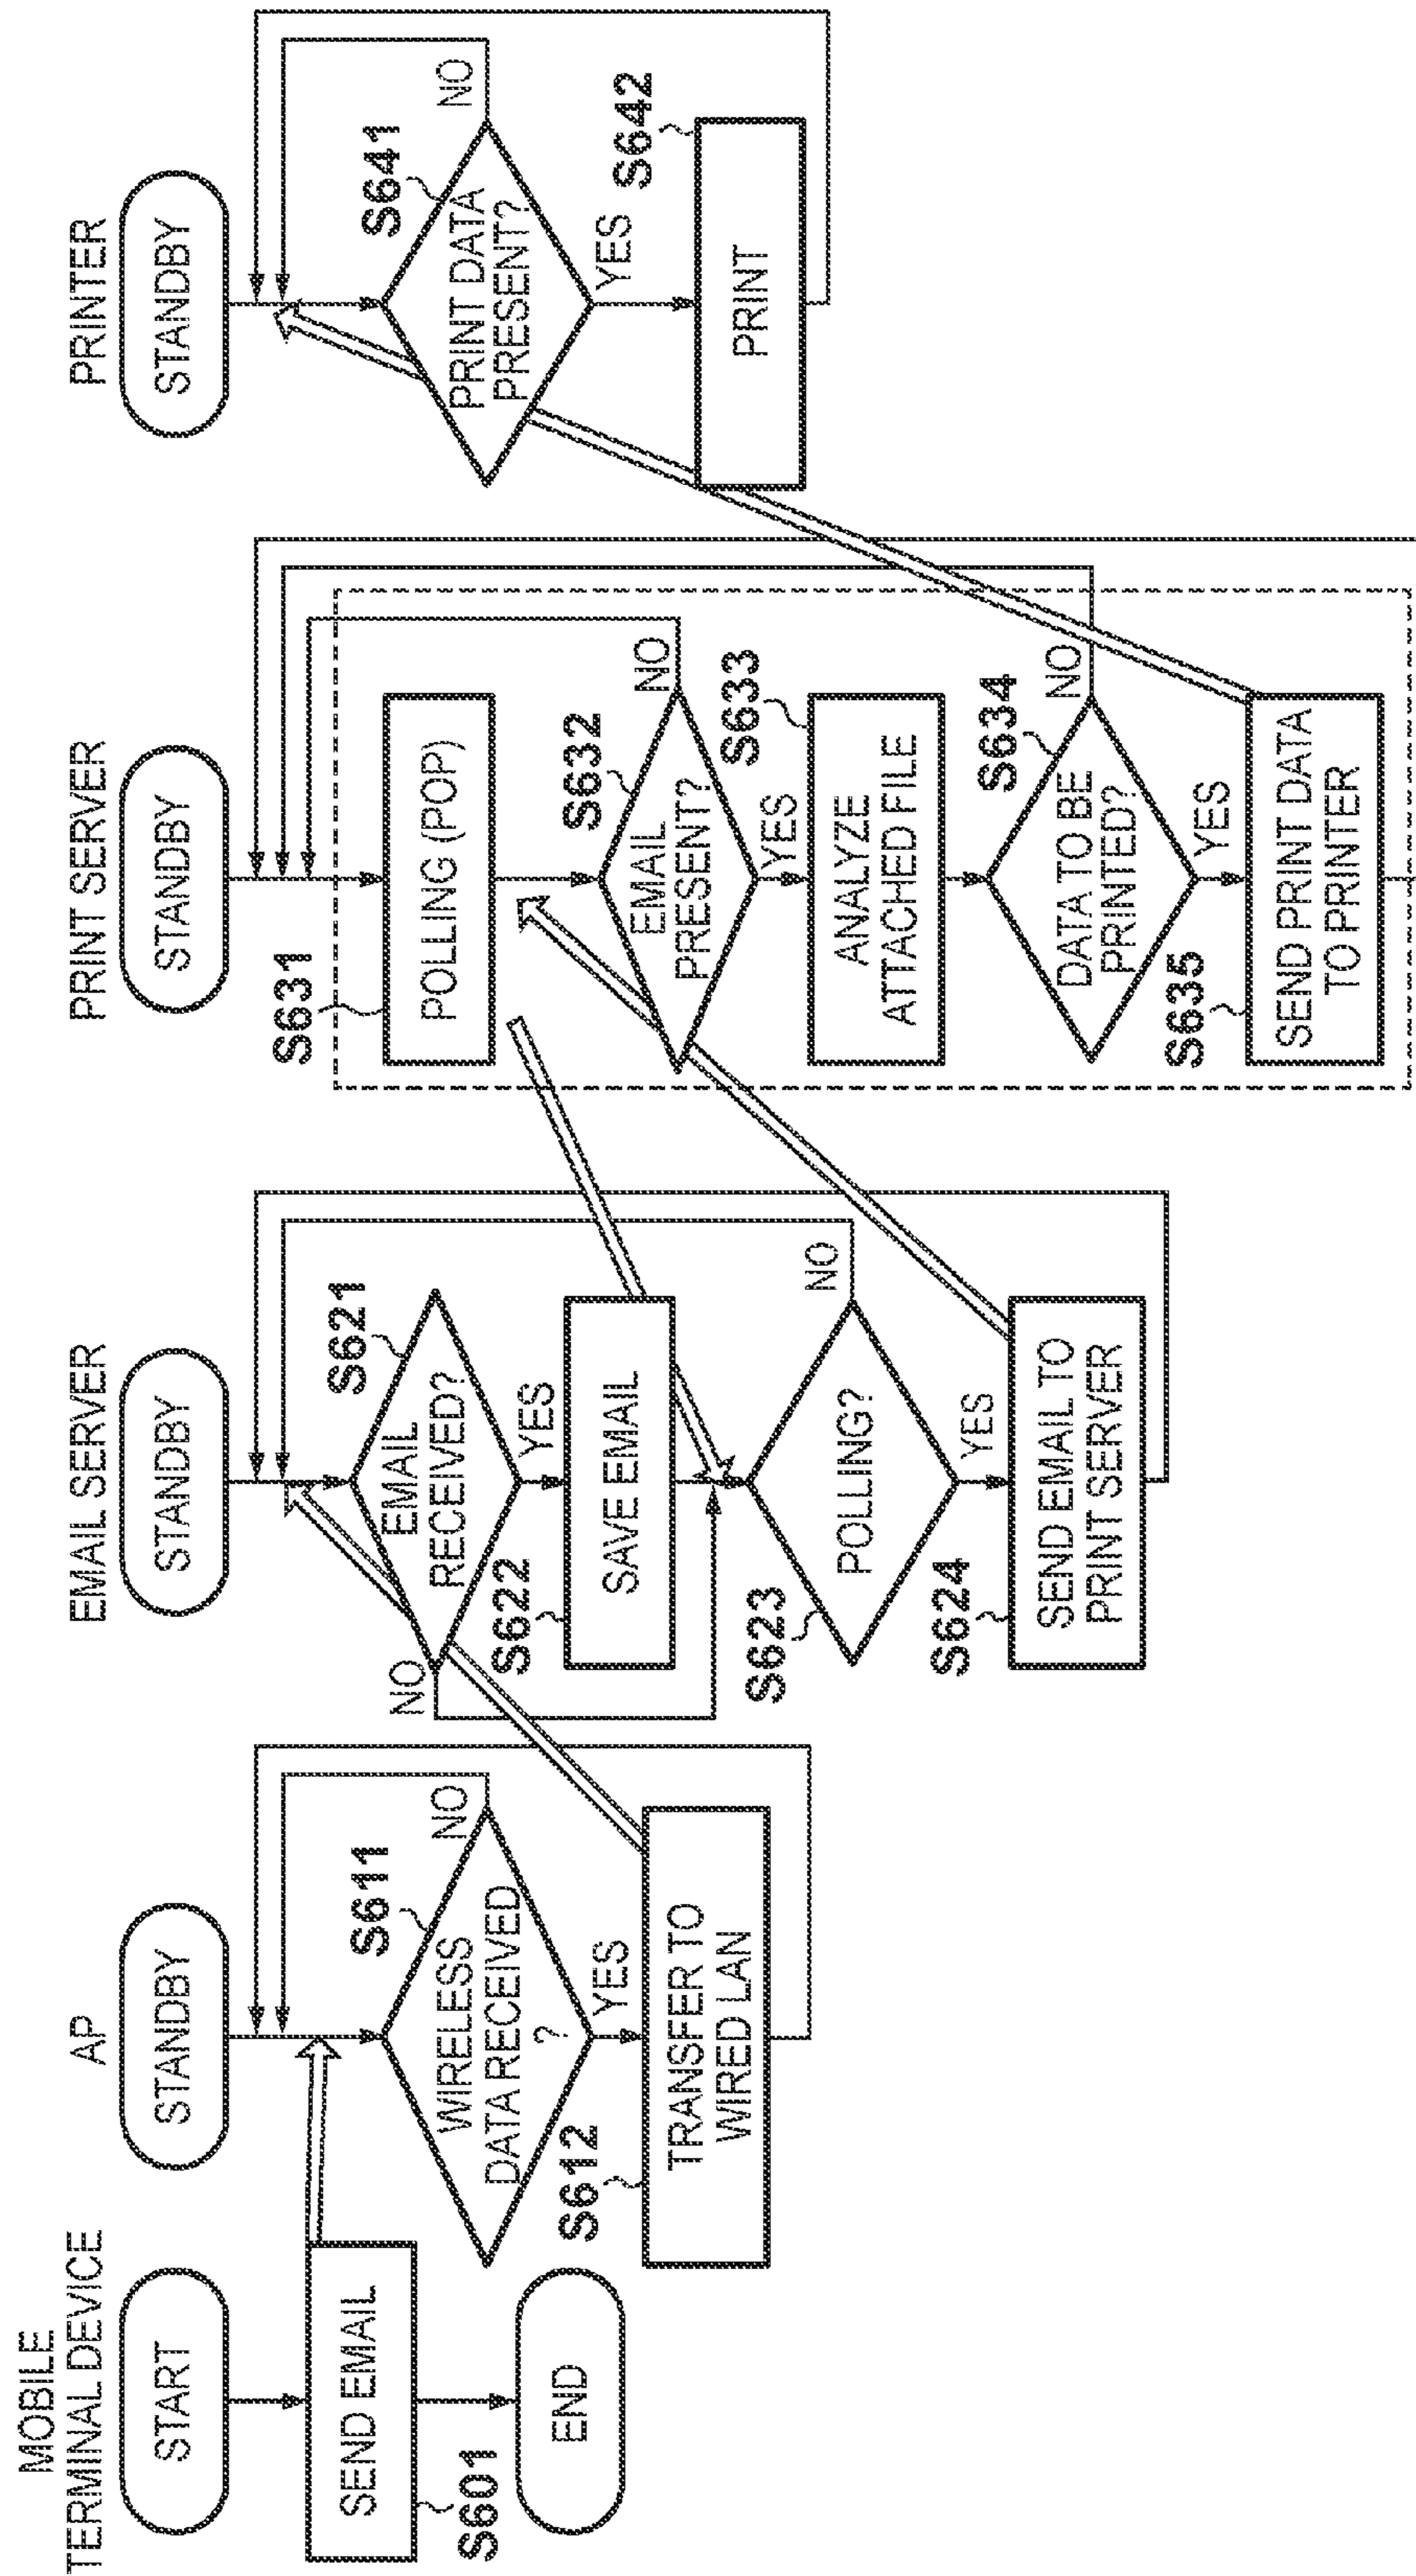 MOBILE
TERMINAL DEVICE
START
SEND EMAIL
S601
END
AP
STANDBY
S611
WIRELESS
DATA RECEIVED
?
NO
YES
S612
TRANSFER TO
WIRED LAN
EMAIL SERVER
STANDBY
S621
EMAIL
RECEIVED?
NO
YES
S622
SAVE EMAIL
S623
POLLING?
NO
YES
S624
SEND EMAIL TO
PRINT SERVER
PRINT SERVER
STANDBY
S631
POLLING (POP)
S632
EMAIL
PRESENT?
NO
YES
S633
ANALYZE
ATTACHED FILE
S634
DATA TO BE
PRINTED?
NO
YES
S635
SEND PRINT DATA
TO PRINTER
PRINTER
STANDBY
S641
PRINT DATA
PRESENT?
NO
YES
S642
PRINT